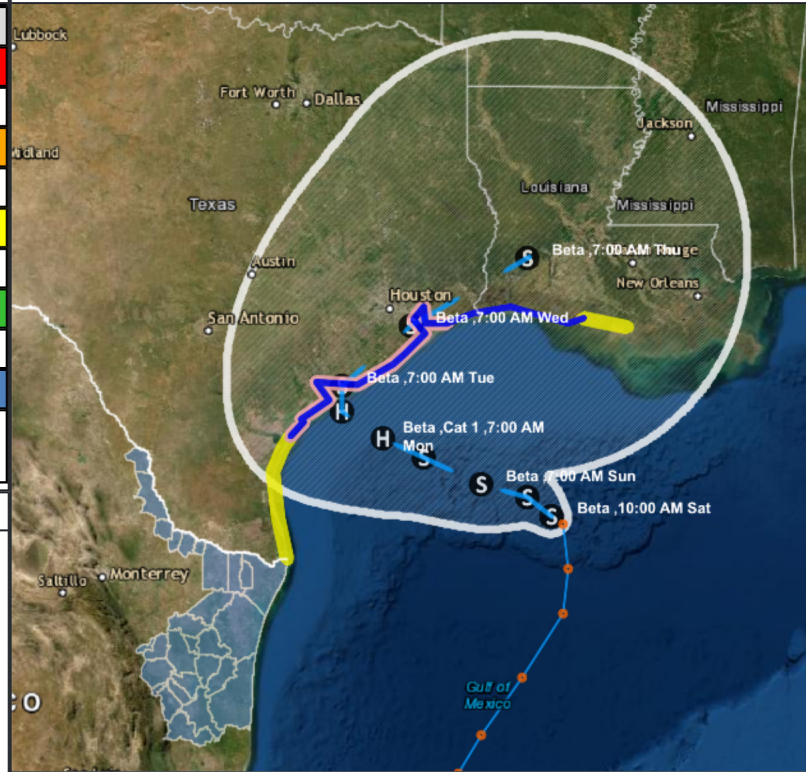 Lubbock
Fort Worth
Dallas
Mississippi
Jackson
Midland
Louisiana
Texas
Mississippi
S
Beta ,7:00 AM Thu
Austin
New Orleans
Houston
San Antonio
Beta ,7:00 AM Wed
Beta ,7:00 AM Tue
H
H
Beta ,Cat 1 ,7:00 AM
Mon
S
S
Beta ,7:00 AM Sun
S
S
Beta ,10:00 AM Sat
Monterrey
Saltillo
Gulf of
Mexico
CO